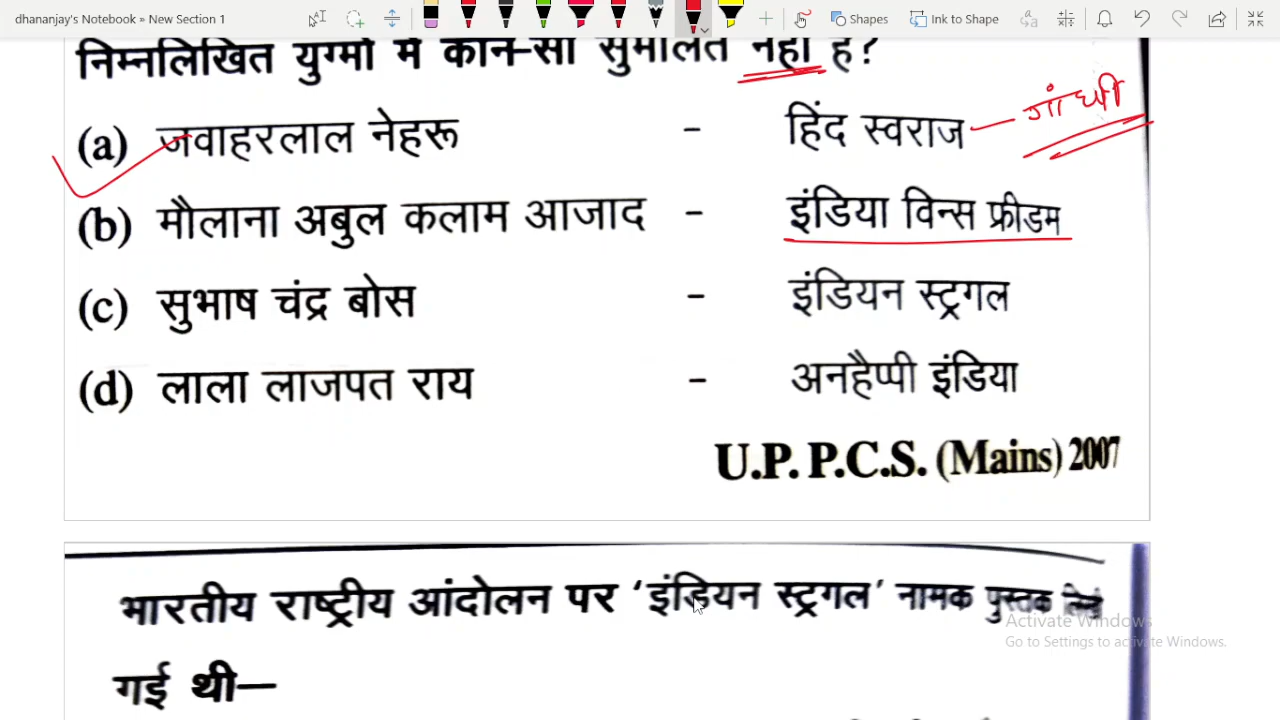 dhananjay's Notebook » New Section 1
Shapes
Ink to Shape
निम्नलिखित युग्मों में कौन-सा सुमेलित नहीं है?
(a) जवाहरलाल नेहरू - हिंद स्वराज - गांधी
(b) मौलाना अबुल कलाम आजाद - इंडिया विन्स फ्रीडम
(c) सुभाष चंद्र बोस - इंडियन स्ट्रगल
(d) लाला लाजपत राय - अनहैप्पी इंडिया
U.P. P.C.S. (Mains) 2007
भारतीय राष्ट्रीय आंदोलन पर 'इंडियन स्ट्रगल' नामक पुस्तक
गई थी—
Activate Windows
Go to Settings to activate Windows.